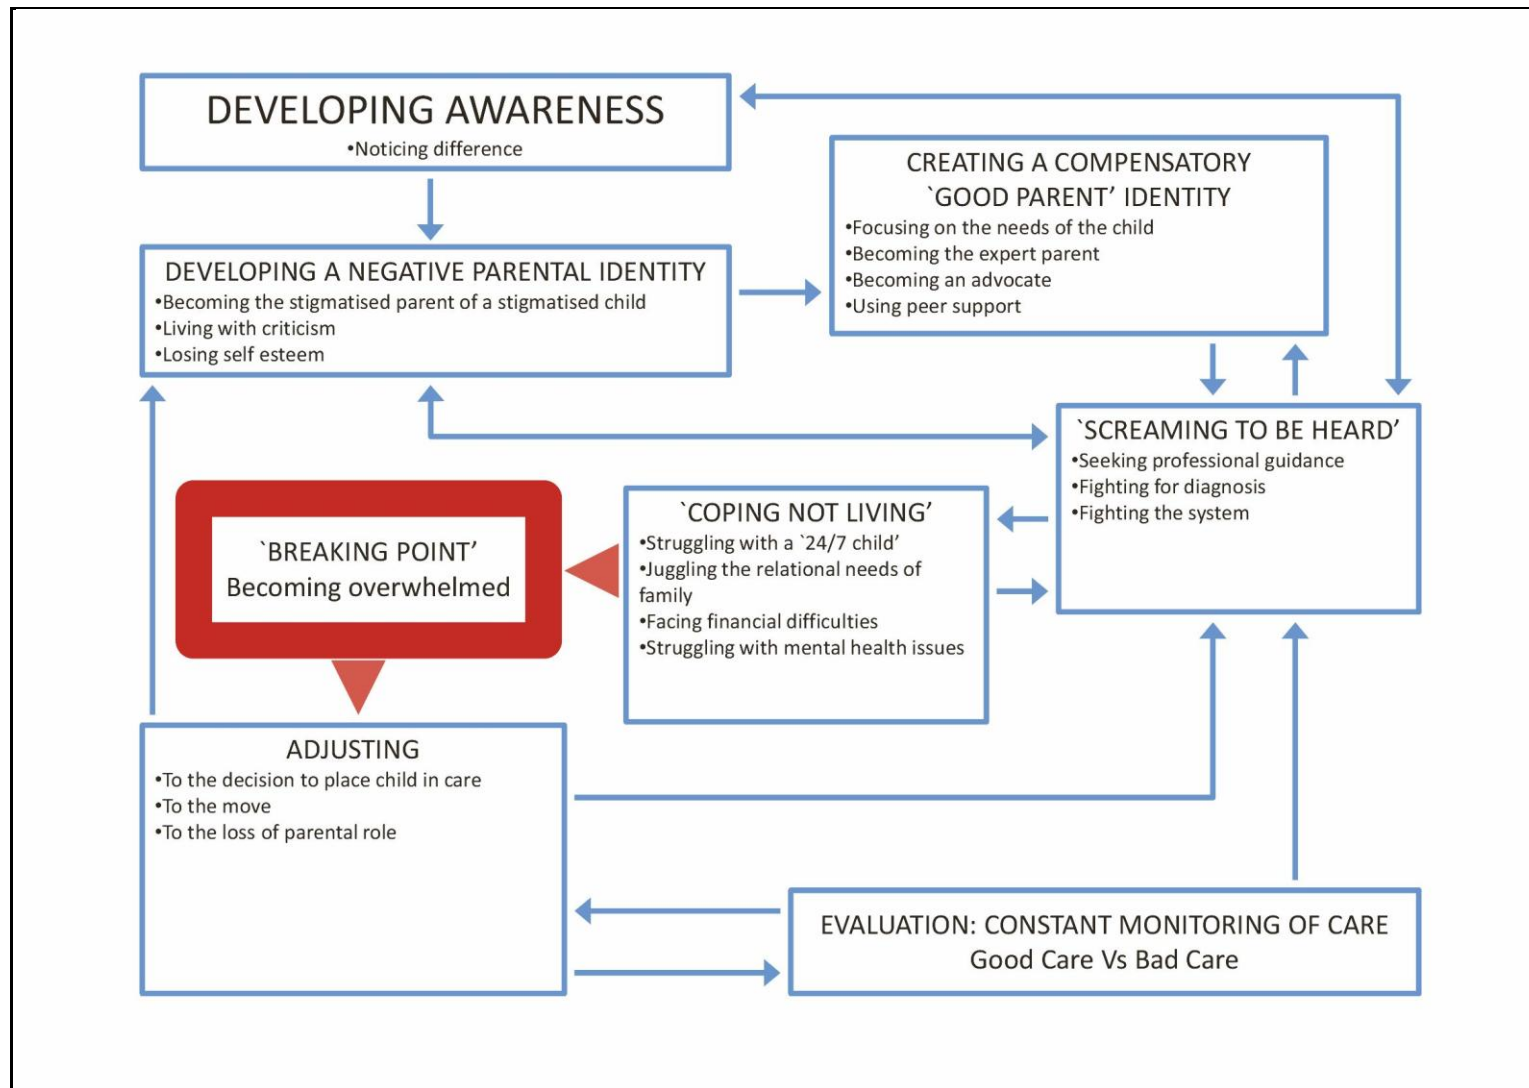 DEVELOPING AWARENESS
•Noticing difference
CREATING A COMPENSATORY
`GOOD PARENT’ IDENTITY
•Focusing on the needs of the child
•Becoming the expert parent
•Becoming an advocate
•Using peer support
DEVELOPING A NEGATIVE PARENTAL IDENTITY
•Becoming the stigmatised parent of a stigmatised child
•Living with criticism
•Losing self esteem
`SCREAMING TO BE HEARD’
•Seeking professional guidance
•Fighting for diagnosis
•Fighting the system
`COPING NOT LIVING’
•Struggling with a `24/7 child’
•Juggling the relational needs of
family
•Facing financial difficulties
•Struggling with mental health issues
`BREAKING POINT’
Becoming overwhelmed
ADJUSTING
•To the decision to place child in care
•To the move
•To the loss of parental role
EVALUATION: CONSTANT MONITORING OF CARE
Good Care Vs Bad Care